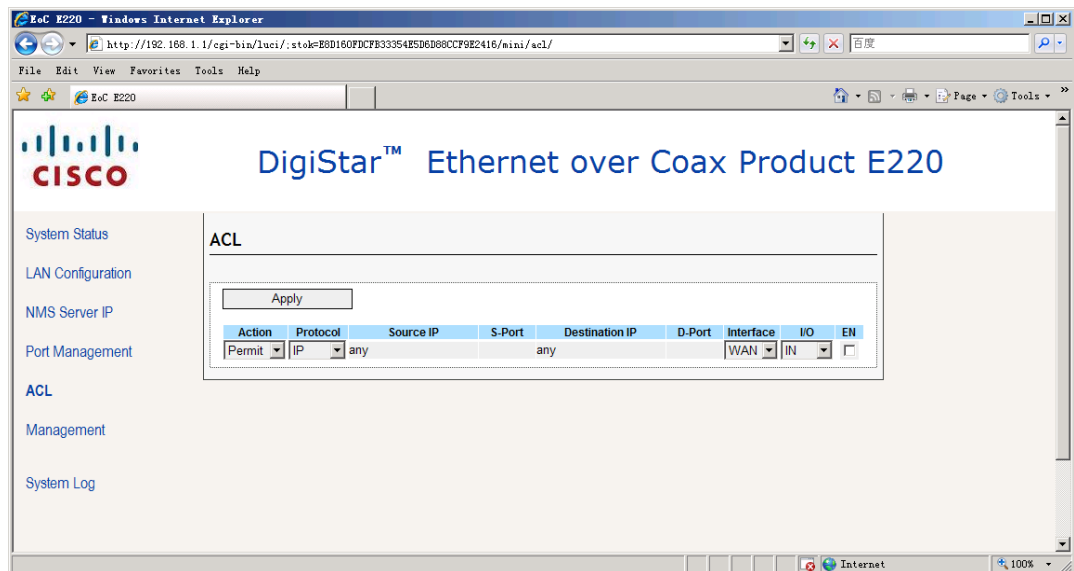 EoC E220 - Windows Internet Explorer
http://192.168.1.1/cgi-bin/luci/;stok=E8D160FDCFB33354E5D6D88CCF9E2416/mini/acl/
百度
File Edit View Favorites Tools Help
EoC E220
Page Tools »
CISCO
DigiStar™ Ethernet over Coax Product E220
System Status
LAN Configuration
NMS Server IP
Port Management
ACL
Management
System Log
ACL
Apply
Action Protocol Source IP S-Port Destination IP D-Port Interface I/O EN
Permit IP any any WAN IN
Internet 100%